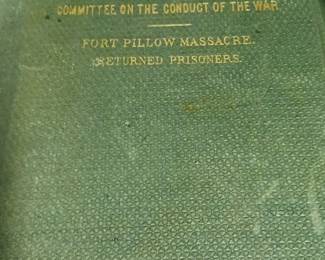 COMMITTEE ON THE CONDUCT OF THE WAR.
FORT PILLOW MASSACRE.
RETURNED PRISONERS.